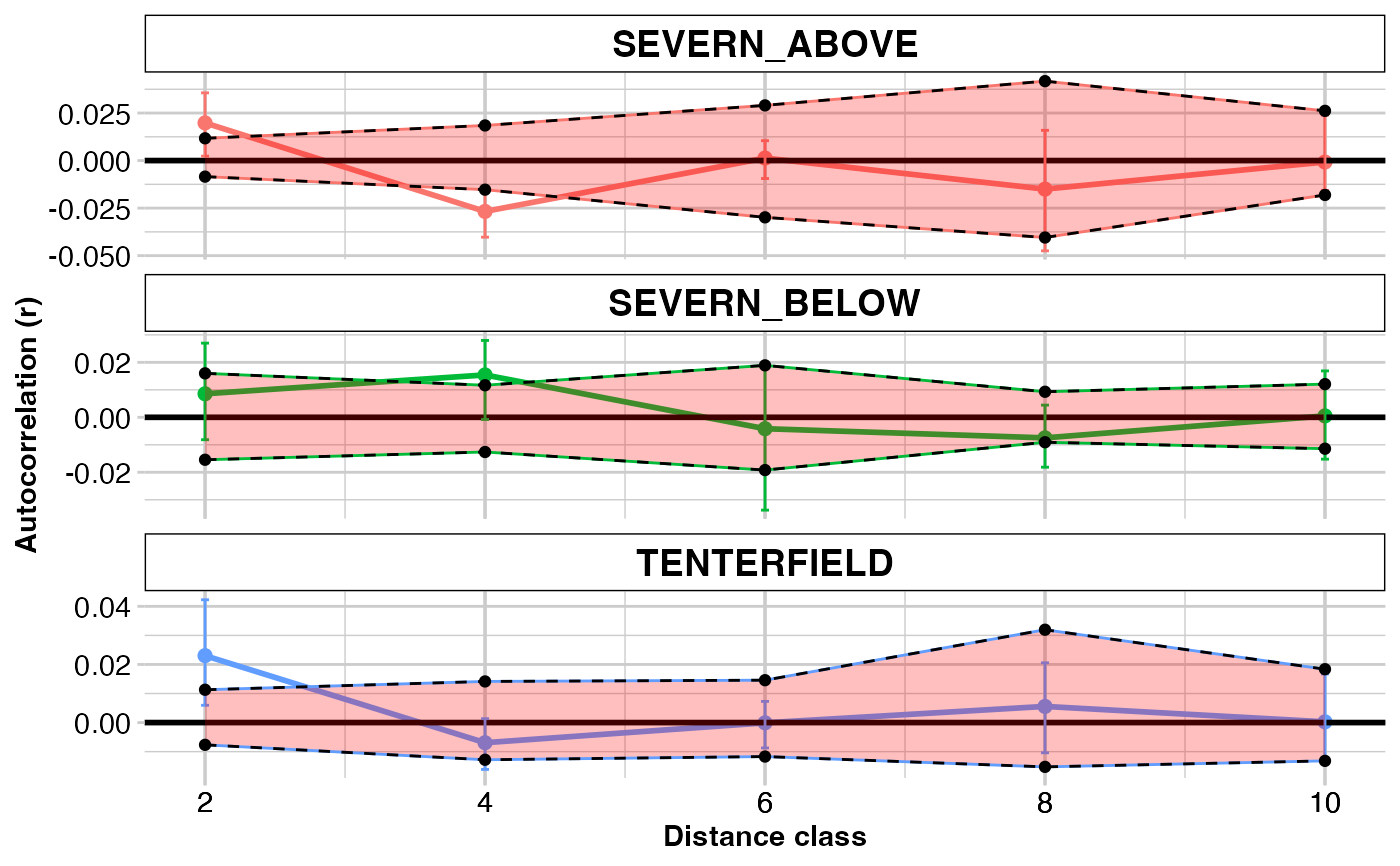 SEVERN_ABOVE
0.025
0.000
-0.025
-0.050
SEVERN_BELOW
0.02
0.00
-0.02
TENTERFIELD
0.04
0.02
0.00
2 4 6 8 10
Distance class
Autocorrelation (r)